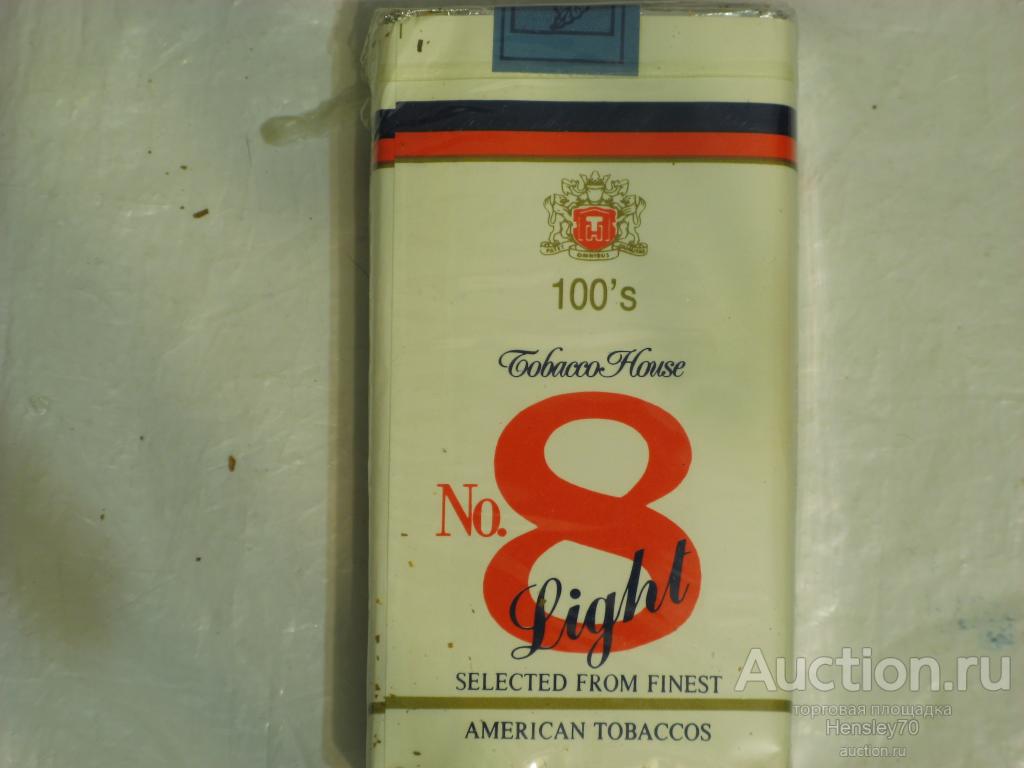 TH
OMNIBUS
100's
Tobacco House
No. 8
Light
SELECTED FROM FINEST
AMERICAN TOBACCOS
Auction.ru
торговая площадка
Hensley70
auction.ru